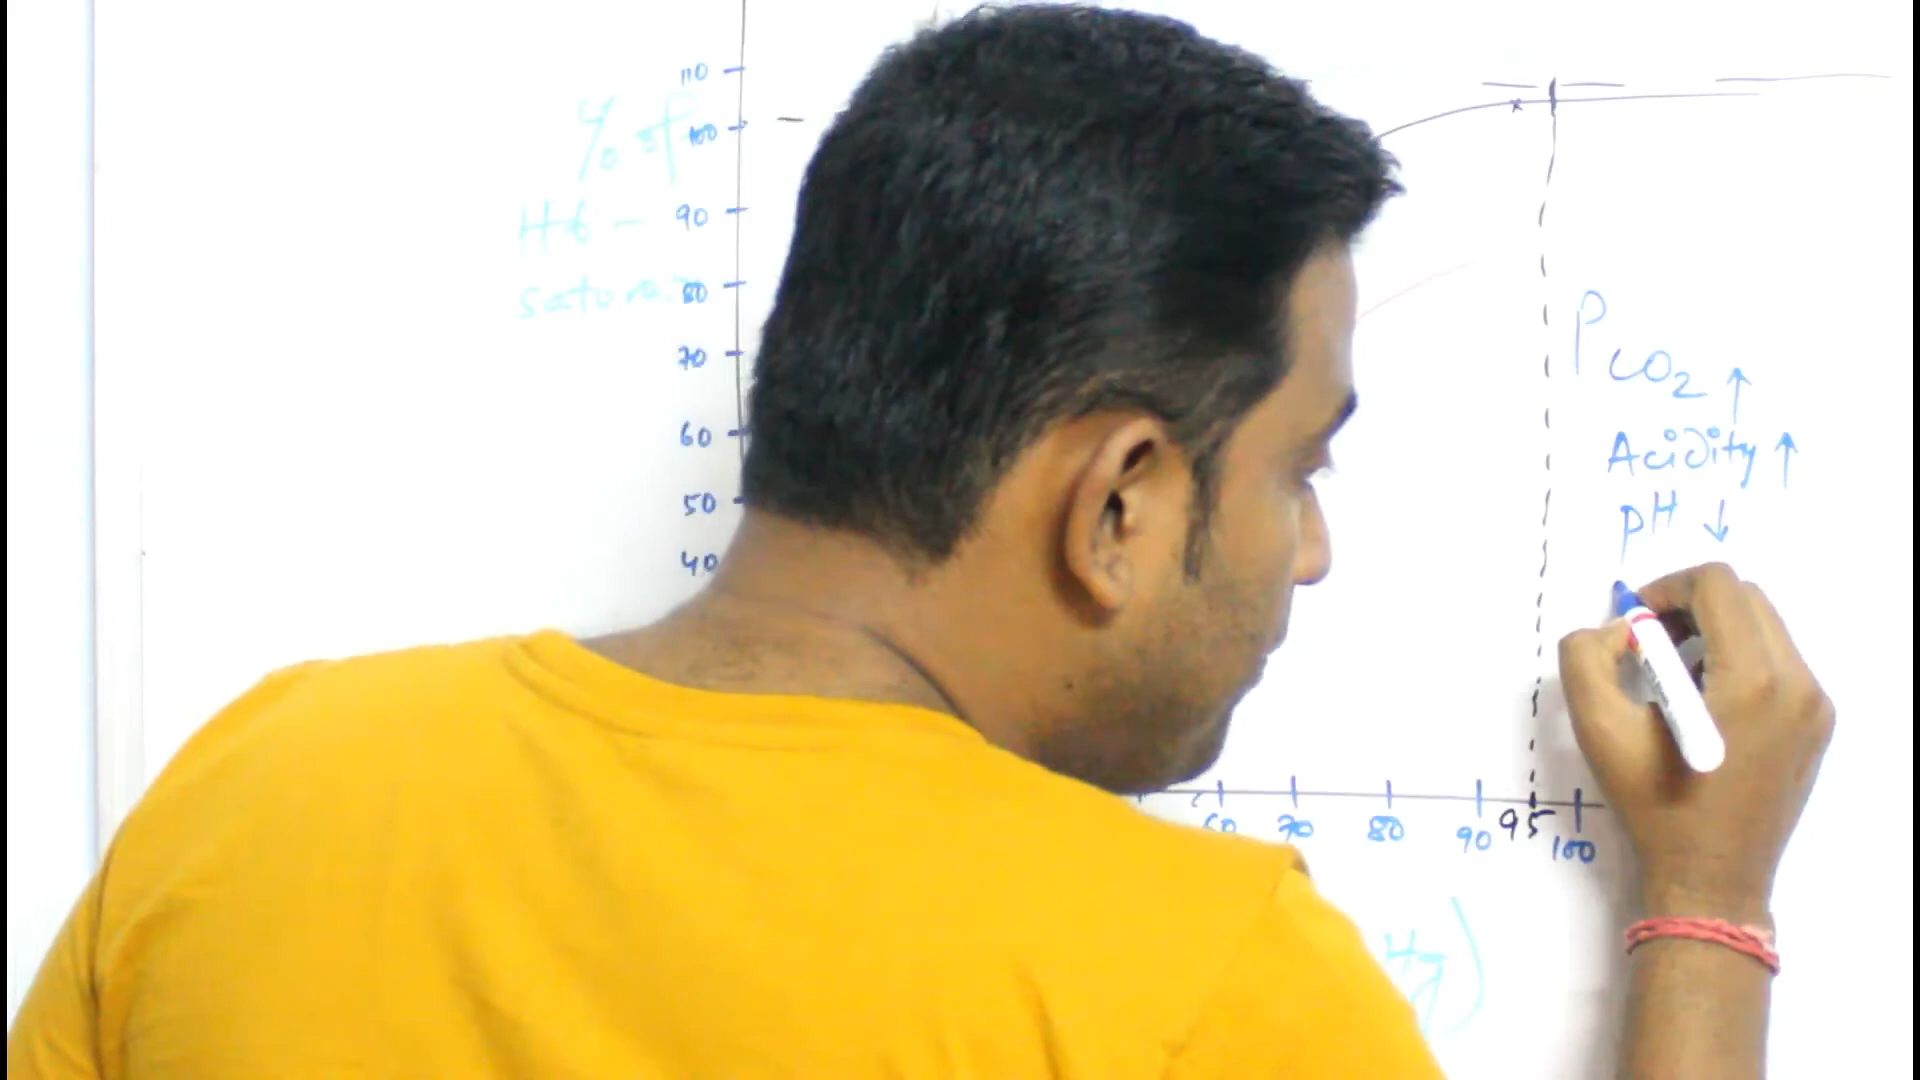 110
% of
100
Hb -
90
80
70
60
50
40
PCO2 ↑
Acidity ↑
pH ↓
60 70 80 90 95 100
Hg)